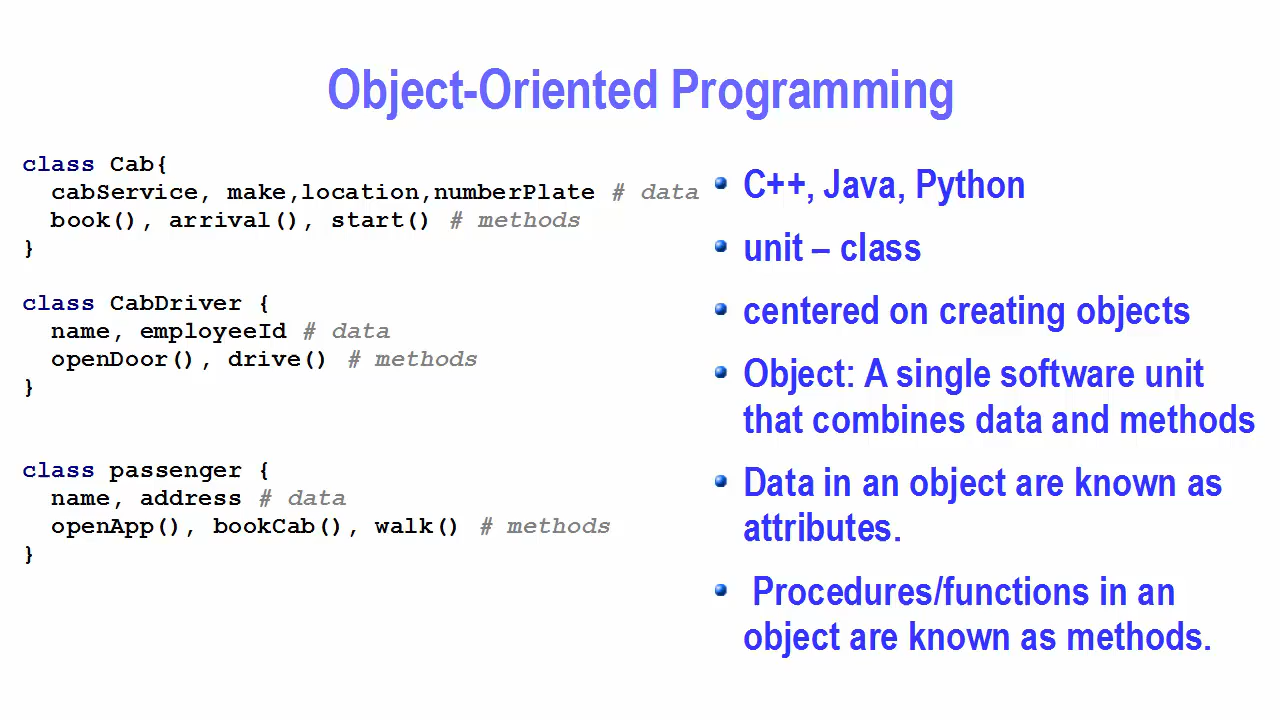 Object-Oriented Programming
class Cab{
cabService, make,location,numberPlate # data
book(), arrival(), start() # methods
}
class CabDriver {
name, employeeId # data
openDoor(), drive() # methods
}
class passenger {
name, address # data
openApp(), bookCab(), walk() # methods
}
C++, Java, Python
unit – class
centered on creating objects
Object: A single software unit
that combines data and methods
Data in an object are known as
attributes.
Procedures/functions in an
object are known as methods.